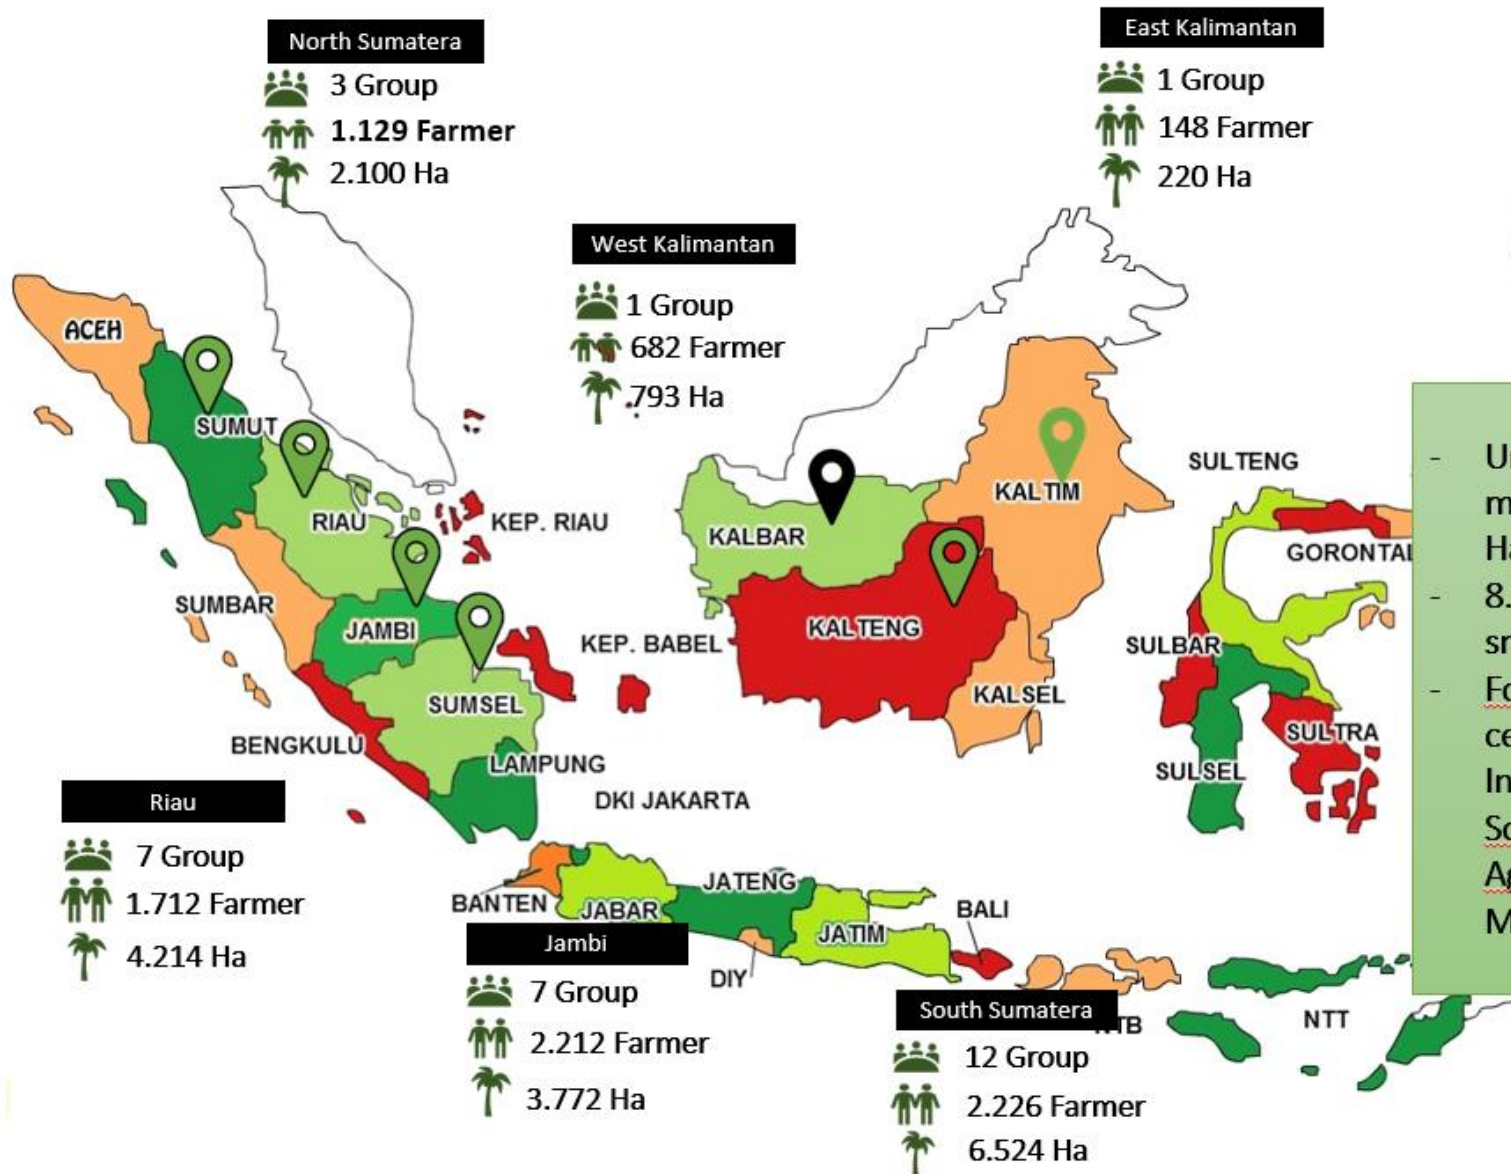 North Sumatera
3 Group
1.129 Farmer
2.100 Ha
East Kalimantan
1 Group
148 Farmer
220 Ha
West Kalimantan
1 Group
682 Farmer
793 Ha
ACEH
SUMUT
RIAU
KEP. RIAU
SUMBAR
JAMBI
KEP. BABEL
SUMSEL
BENGKULU
LAMPUNG
DKI JAKARTA
KALBAR
KALTIM
KALTENG
KALSEL
SULTENG
GORONTAL
SULBAR
SULTRA
SULSEL
- 8.
Riau
7 Group
1.712 Farmer
4.214 Ha
BANTEN
JABAR
JATENG
DIY
JATIM
BALI
NTB
NTT
Jambi
7 Group
2.212 Farmer
3.772 Ha
South Sumatera
12 Group
2.226 Farmer
6.524 Ha